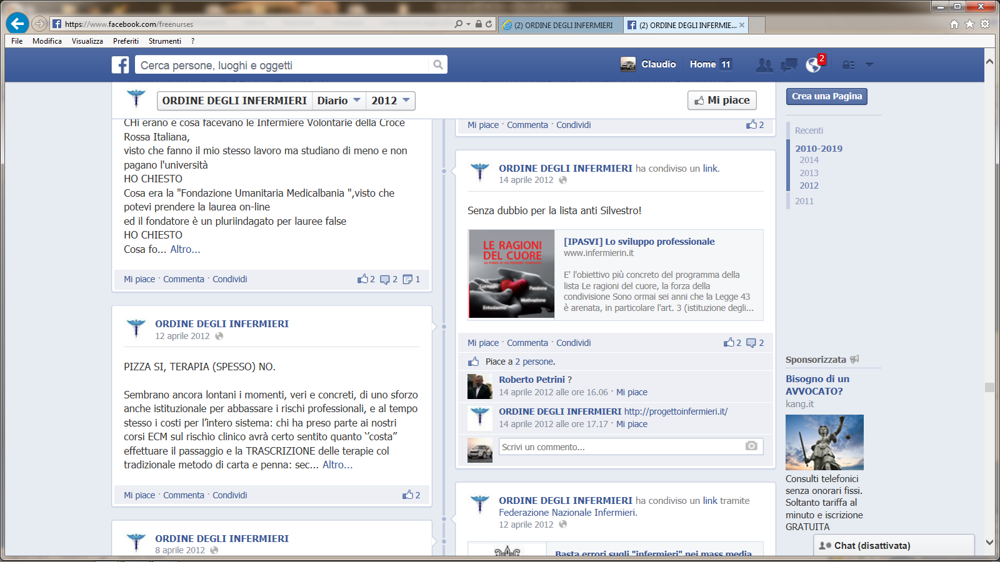 https://www.facebook.com/freenurses
(2) ORDINE DEGLI INFERMIERI
(2) ORDINE DEGLI INFERMIE...
File Modifica Visualizza Preferiti Strumenti ?
Cerca persone, luoghi e oggetti
Claudio Home 11
2
ORDINE DEGLI INFERMIERI Diario 2012
Mi piace
CHi erano e cosa facevano le Infermiere Volontarie della Croce
Rossa Italiana,
visto che fanno il mio stesso lavoro ma studiano di meno e non
pagano l'università
HO CHIESTO
Cosa era la "Fondazione Umanitaria Medicalbania ",visto che
potevi prendere la laurea on-line
ed il fondatore è un pluriindagato per lauree false
HO CHIESTO
Cosa fo... Altro...
Mi piace · Commenta · Condividi 2 2 1
ORDINE DEGLI INFERMIERI
12 aprile 2012
PIZZA SI, TERAPIA (SPESSO) NO.
Sembrano ancora lontani i momenti, veri e concreti, di uno sforzo
anche istituzionale per abbassare i rischi professionali, e al tempo
stesso i costi per l’intero sistema: chi ha preso parte ai nostri
corsi ECM sul rischio clinico avrà certo sentito quanto ‘’costa”
effettuare il passaggio e la TRASCRIZIONE delle terapie col
tradizionale metodo di carta e penna: sec... Altro...
Mi piace · Commenta · Condividi 2
ORDINE DEGLI INFERMIERI
8 aprile 2012
Mi piace · Commenta · Condividi 2
ORDINE DEGLI INFERMIERI ha condiviso un link.
14 aprile 2012
Senza dubbio per la lista anti Silvestro!
LE RAGIONI
DEL CUORE
LA FORZA DI UN PENSIERO CONDIVISO
Coraggio
Passione
Motivazione
Entusiasmo
[IPASVI] Lo sviluppo professionale
www.infermierin.it
E' l'obiettivo più concreto del programma della
lista Le ragioni del cuore, la forza della
condivisione Sono ormai sei anni che la Legge 43
è arenata, in particolare l'art. 3 (istituzione degli...
Mi piace · Commenta · Condividi 2 2
Piace a 2 persone.
Roberto Petrini ?
14 aprile 2012 alle ore 16.06 · Mi piace
ORDINE DEGLI INFERMIERI http://progettoinfermieri.it/
14 aprile 2012 alle ore 17.17 · Mi piace
Scrivi un commento...
ORDINE DEGLI INFERMIERI ha condiviso un link tramite
Federazione Nazionale Infermieri.
12 aprile 2012
Basta errori sugli "infermieri" nei mass media
Crea una Pagina
Recenti
2010-2019
2014
2013
2012
2011
Sponsorizzata
Bisogno di un
AVVOCATO?
kang.it
Consulti telefonici
senza onorari fissi.
Soltanto tariffa al
minuto e iscrizione
GRATUITA
Chat (disattivata)